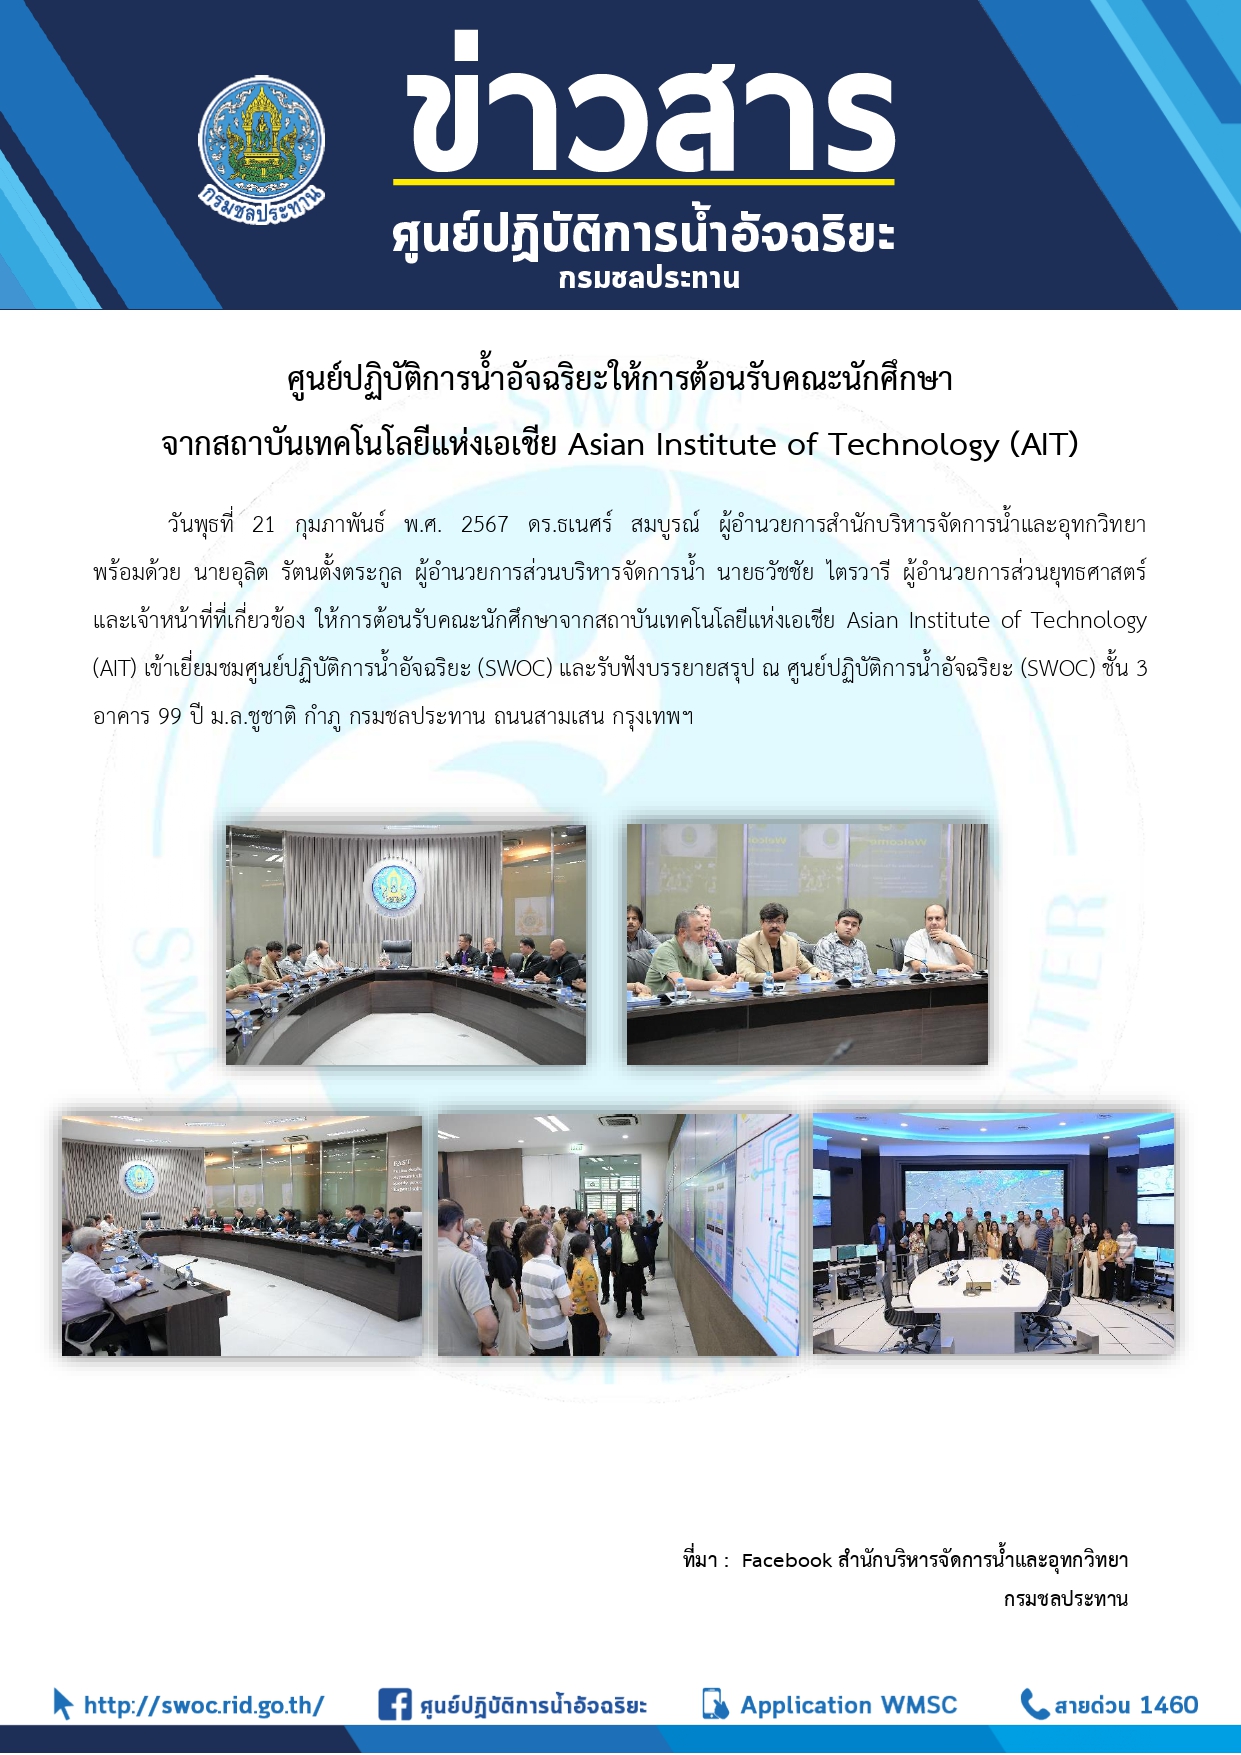 ข่าวสาร
กรมชลประทาน
ศูนย์ปฏิบัติการน้ำอัจฉริยะ
กรมชลประทาน
ศูนย์ปฏิบัติการน้ำอัจฉริยะให้การต้อนรับคณะนักศึกษา
จากสถาบันเทคโนโลยีแห่งเอเชีย Asian Institute of Technology (AIT)
วันพุธที่ 21 กุมภาพันธ์ พ.ศ. 2567 ดร.ธเนศร์ สมบูรณ์ ผู้อำนวยการสำนักบริหารจัดการน้ำและอุทกวิทยา
พร้อมด้วย นายอุลิต รัตนตั้งตระกูล ผู้อำนวยการส่วนบริหารจัดการน้ำ นายธวัชชัย ไตรวารี ผู้อำนวยการส่วนยุทธศาสตร์
และเจ้าหน้าที่ที่เกี่ยวข้อง ให้การต้อนรับคณะนักศึกษาจากสถาบันเทคโนโลยีแห่งเอเชีย Asian Institute of Technology
(AIT) เข้าเยี่ยมชมศูนย์ปฏิบัติการน้ำอัจฉริยะ (SWOC) และรับฟังบรรยายสรุป ณ ศูนย์ปฏิบัติการน้ำอัจฉริยะ (SWOC) ชั้น 3
อาคาร 99 ปี ม.ล.ชูชาติ กำภู กรมชลประทาน ถนนสามเสน กรุงเทพฯ
SWOC
ที่มา : Facebook สำนักบริหารจัดการน้ำและอุทกวิทยา
กรมชลประทาน
http://swoc.rid.go.th/
ศูนย์ปฏิบัติการน้ำอัจฉริยะ
Application WMSC
สายด่วน 1460